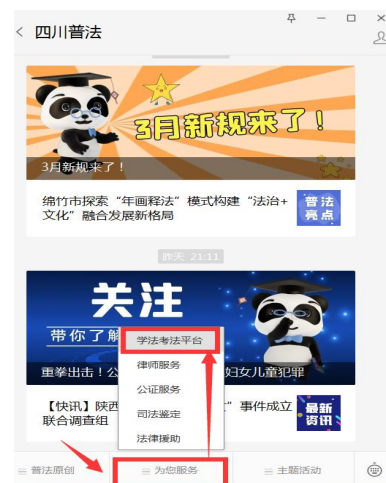 四川普法
3月新规来了!
3月新规来了!
绵竹市探索“年画释法”模式构建“法治+
文化”融合发展新格局
普法
亮点
昨天 21:11
关注
带你了解
重拳出击!公
妇女儿童犯罪
学法考法平台
律师服务
公证服务
司法鉴定
法律援助
【快讯】陕西
”事件成立
联合调查组
最新
资讯
普法原创
为您服务
主题活动